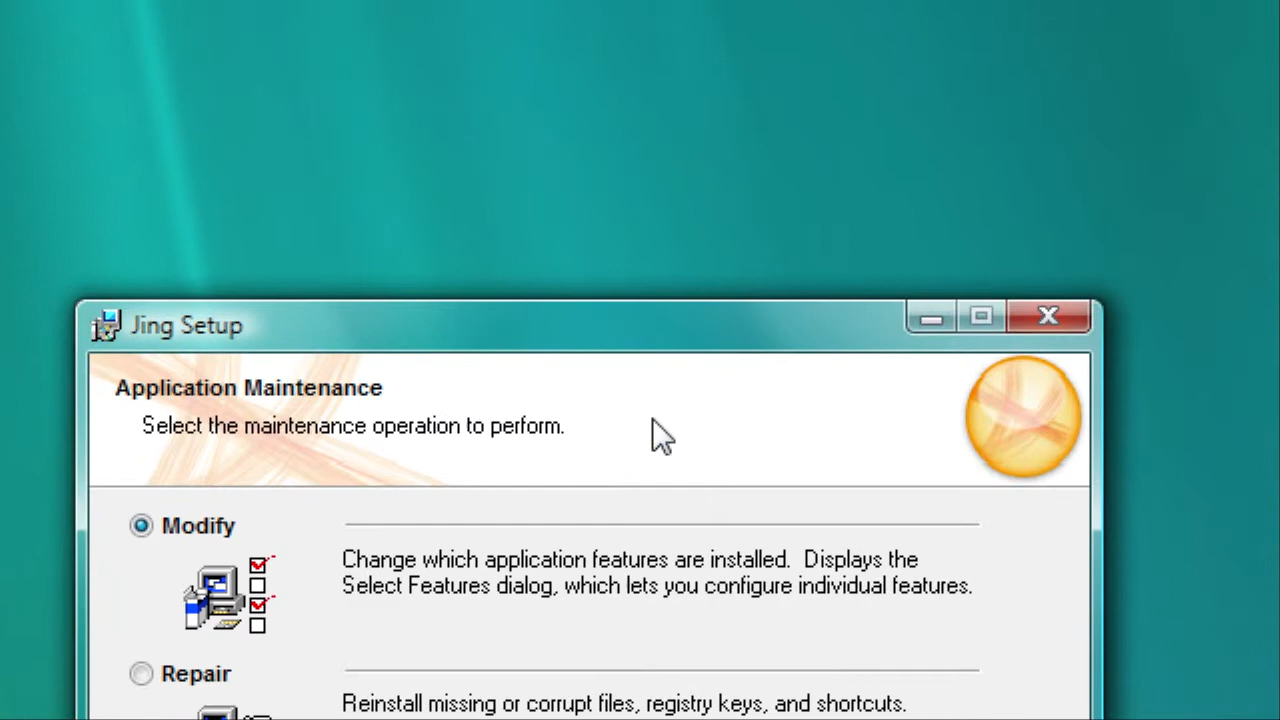 Jing Setup
Application Maintenance
Select the maintenance operation to perform.
Modify
Change which application features are installed. Displays the
Select Features dialog, which lets you configure individual features.
Repair
Reinstall missing or corrupt files, registry keys, and shortcuts.